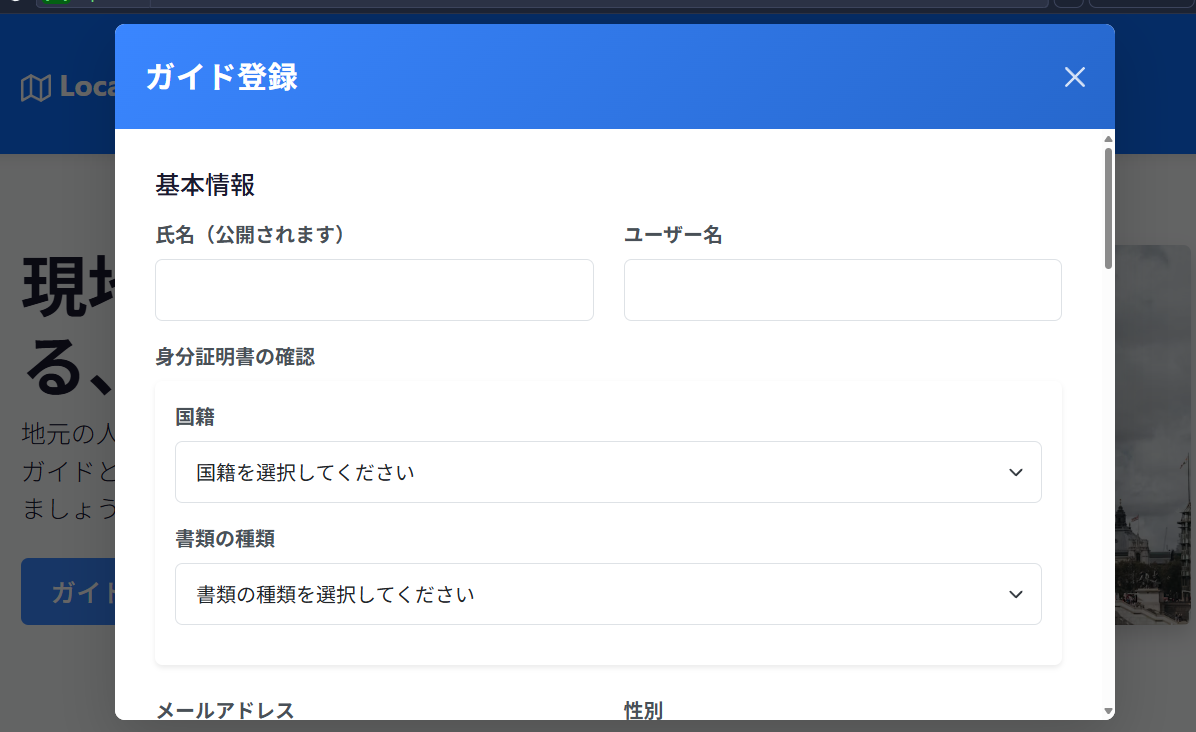 ガイド登録
Loca
基本情報
氏名（公開されます）
ユーザー名
身分証明書の確認
国籍
国籍を選択してください
書類の種類
書類の種類を選択してください
メールアドレス
性別
現地
る、
地元の人
ガイドと
ましょう
ガイド